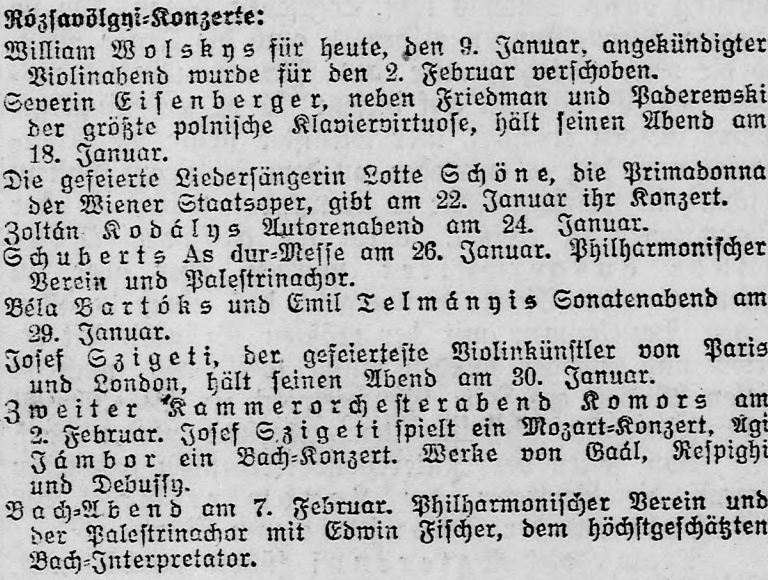 Rózsavölgyi-Konzerte:
William Wolskys für heute, den 9. Januar, angekündigter
Violinabend wurde für den 2. Februar verschoben.
Severin Eisenberger, neben Friedman und Paderewski
der größte polnische Klaviervirtuose, hält seinen Abend am
18. Januar.
Die gefeierte Liedersängerin Lotte Schöne, die Primadonna
der Wiener Staatsoper, gibt am 22. Januar ihr Konzert.
Zoltán Kodálys Autorenabend am 24. Januar.
Schuberts As dur-Messe am 26. Januar. Philharmonischer
Verein und Palestrinachor.
Béla Bartóks und Emil Telmányis Sonatenabend am
29. Januar.
Josef Szigeti, der gefeierteste Violinkünstler von Paris
und London, hält seinen Abend am 30. Januar.
Zweiter Kammerorchesterabend Komors am
2. Februar. Josef Szigeti spielt ein Mozart-Konzert, Agi
Jámbor ein Bach-Konzert. Werke von Gaál, Respighi
und Debussy.
Bach-Abend am 7. Februar. Philharmonischer Verein und
der Palestrinachor mit Edwin Fischer, dem höchstgeschätzten
Bach-Interpretator.